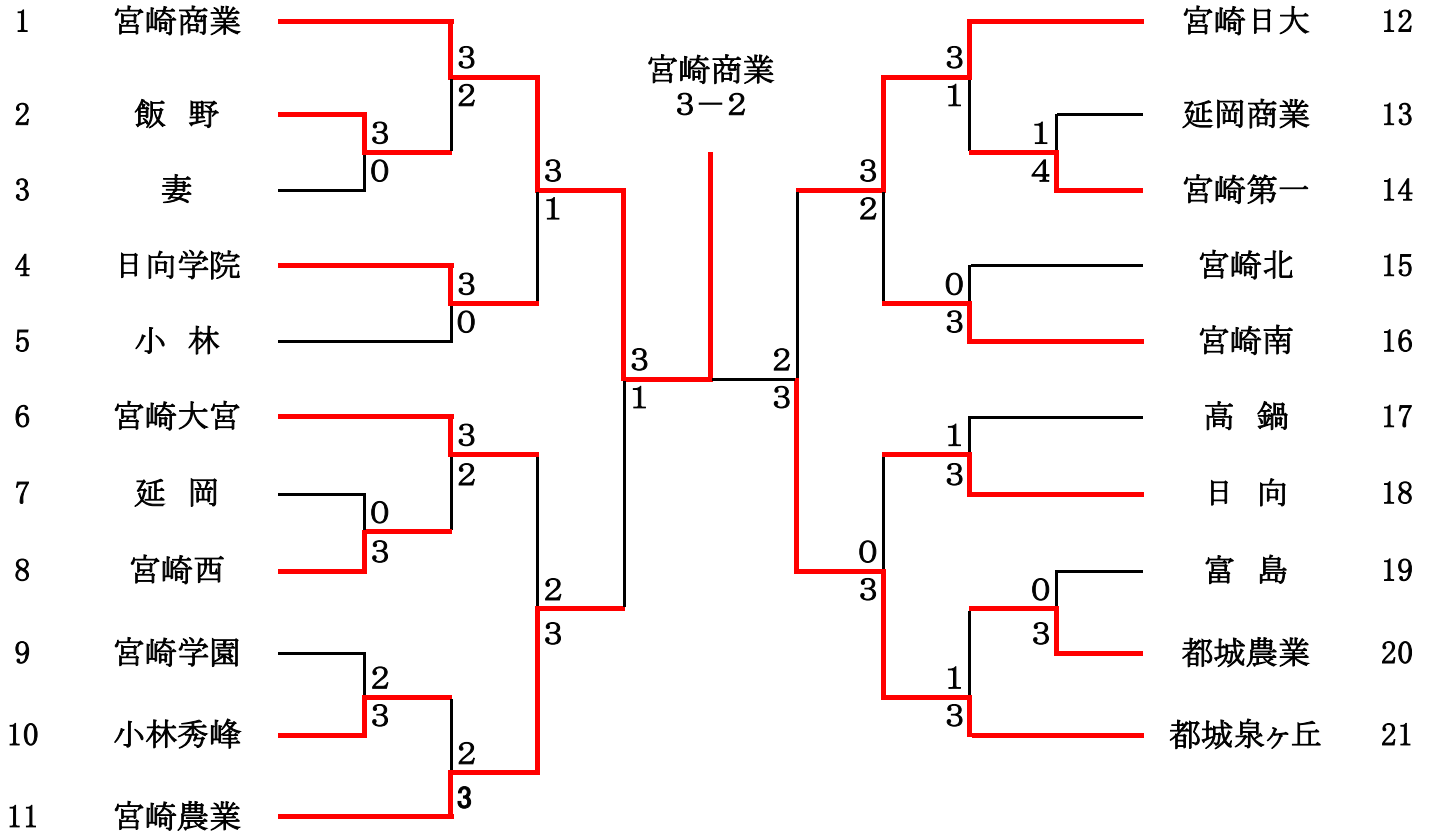 1 宮崎商業
2 飯野
3 妻
4 日向学院
5 小林
6 宮崎大宮
7 延岡
8 宮崎西
9 宮崎学園
10 小林秀峰
11 宮崎農業
3
2
3
0
3
1
3
0
3
1
3
2
0
3
2
3
2
3
2
3
宮崎商業
3－2
3
1
1
4
3
2
0
3
2
3
1
3
0
3
0
3
1
3
宮崎日大 12
延岡商業 13
宮崎第一 14
宮崎北 15
宮崎南 16
高鍋 17
日向 18
富島 19
都城農業 20
都城泉ヶ丘 21